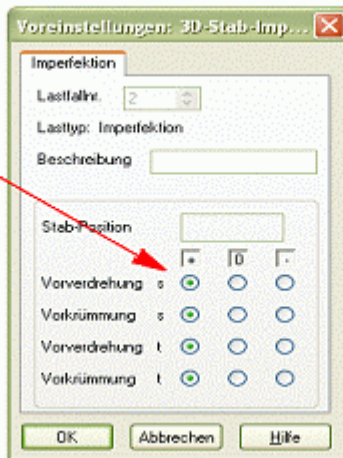 Voreinstellungen: 3D-Stab-Imp...
Imperfektion
Lastfallnr. 2
Lasttyp: Imperfektion
Beschreibung
Stab-Position
+ 0 -
Vorverdrehung s
Vorkrümmung s
Vorverdrehung t
Vorkrümmung t
OK Abbrechen Hilfe